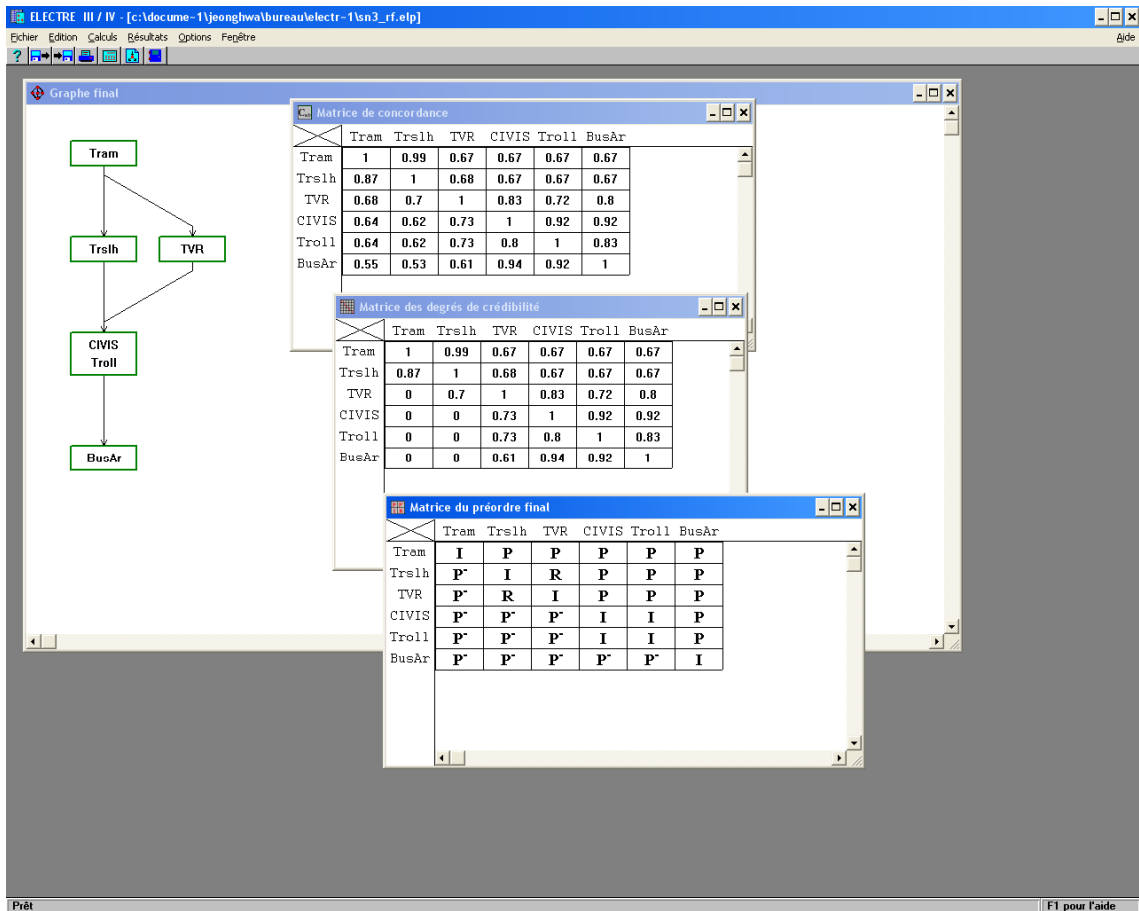 ELECTRE III / IV - [c:\docume~1\jeonghwa\bureau\electr~1\sn3_rf.elp]
Fichier Edition Calculs Résultats Options Fenêtre Aide
Graphe final
Tram
Trslh TVR
CIVIS
Troll
BusAr
Matrice de concordance
Tram Trslh TVR CIVIS Troll BusAr
Tram 1 0.99 0.67 0.67 0.67 0.67
Trslh 0.87 1 0.68 0.67 0.67 0.67
TVR 0.68 0.7 1 0.83 0.72 0.8
CIVIS 0.64 0.62 0.73 1 0.92 0.92
Troll 0.64 0.62 0.73 0.8 1 0.83
BusAr 0.55 0.53 0.61 0.94 0.92 1
Matrice des degrés de crédibilité
Tram Trslh TVR CIVIS Troll BusAr
Tram 1 0.99 0.67 0.67 0.67 0.67
Trslh 0.87 1 0.68 0.67 0.67 0.67
TVR 0 0.7 1 0.83 0.72 0.8
CIVIS 0 0 0.73 1 0.92 0.92
Troll 0 0 0.73 0.8 1 0.83
BusAr 0 0 0.61 0.94 0.92 1
Matrice du préordre final
Tram Trslh TVR CIVIS Troll BusAr
Tram I P P P P P
Trslh P⁻ I R P P P
TVR P⁻ R I P P P
CIVIS P⁻ P⁻ P⁻ I I P
Troll P⁻ P⁻ P⁻ I I P
BusAr P⁻ P⁻ P⁻ P⁻ P⁻ I
Prêt F1 pour l'aide